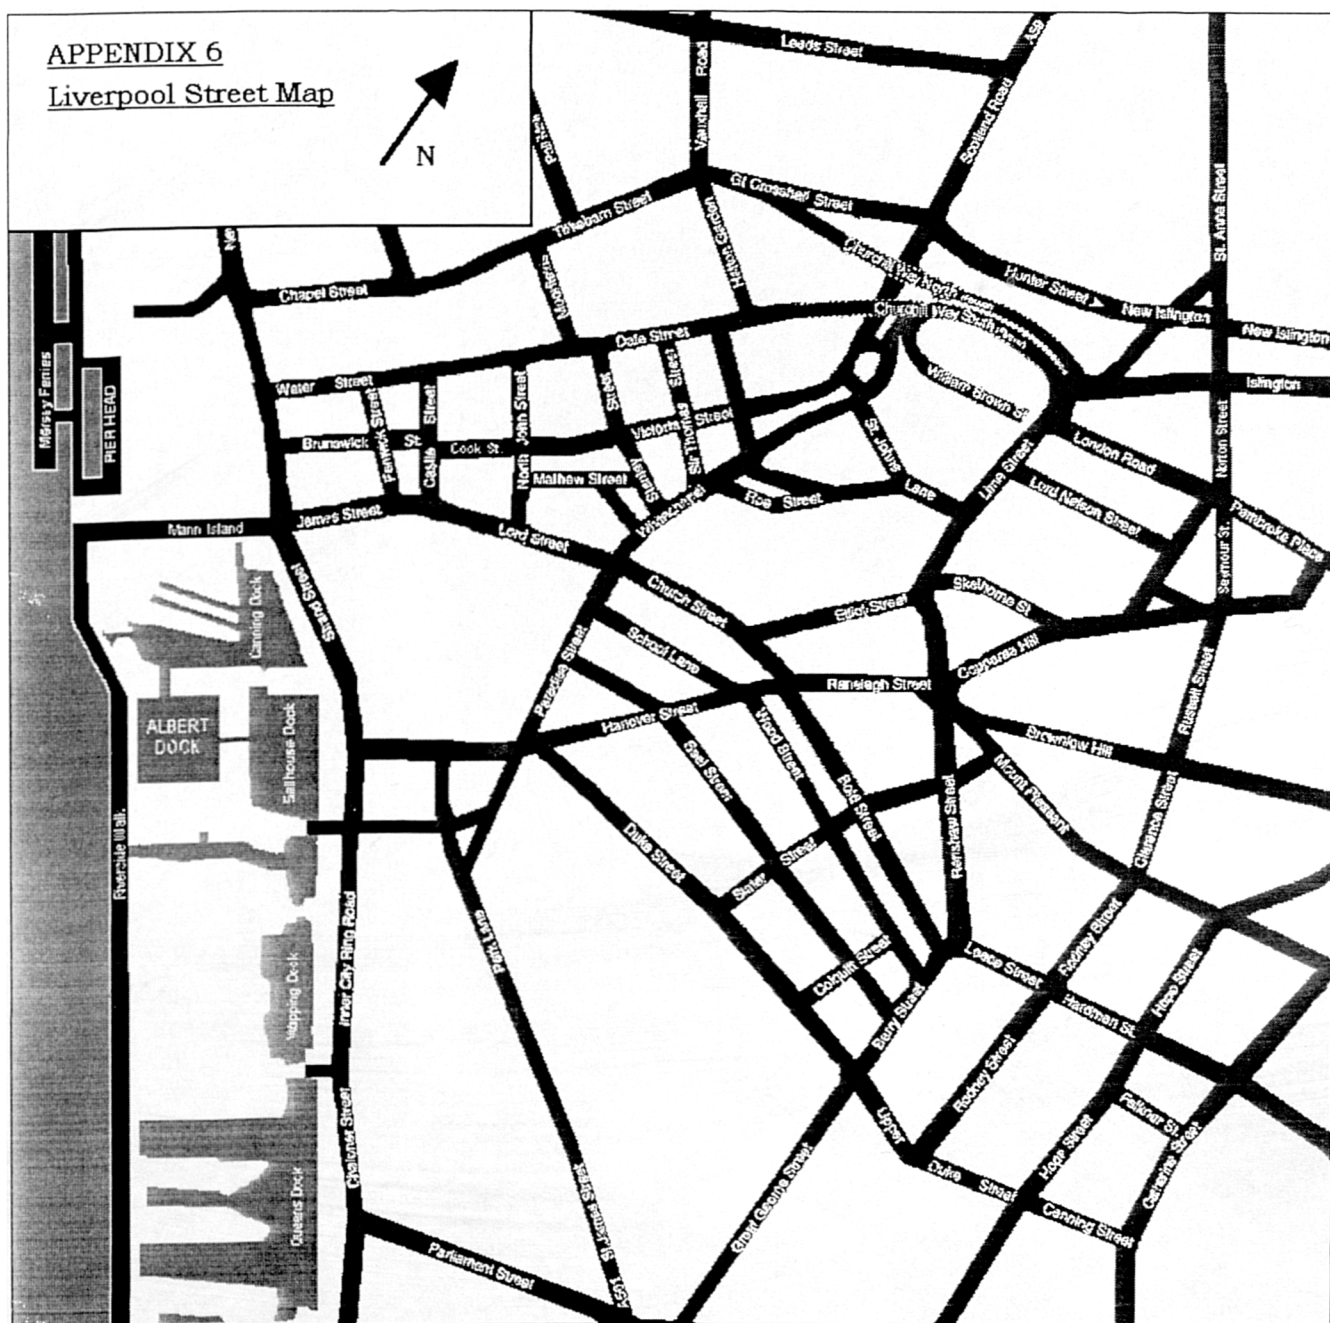 APPENDIX 6
Liverpool Street Map
N
Leeds Street
A59
Vauxhall Road
Scotland Road
Gt Crosshall Street
Tithebarn Street
Hatton Garden
Churchill Way North
Hunter Street
St. Anne Street
New Islington
New Islington
Chapel Street
Moorfields
Churchill Way South
Dale Street
Water Street
Islington
William Brown St.
Mersey Ferries
PIER HEAD
Fenwick Street
Castle Street
North John Street
Stanley Street
Sir Thomas Street
Victoria Street
Brunswick St.
Cook St.
Mathew Street
St. Johns Lane
Lime Street
London Road
Norton Street
Lord Nelson Street
Pembroke Place
Seymour St.
Roe Street
Whitechapel
Mann Island
James Street
Lord Street
Strand Street
Canning Dock
Church Street
Elliot Street
Skelhorne St.
Copperas Hill
School Lane
Paradise Street
Ranelagh Street
Russell Street
ALBERT DOCK
Salthouse Dock
Hanover Street
Seel Street
Wood Street
Bold Street
Brownlow Hill
Mount Pleasant
Renshaw Street
Clarence Street
Duke Street
Slater Street
Riverside Walk
Inner City Ring Road
Wapping Dock
Park Lane
Colquitt Street
Berry Street
Leece Street
Rodney Street
Hardman St.
Hope Street
Rodney Street
Chaloner Street
Queens Dock
Upper Duke Street
Hope Street
Falkner St.
Catharine Street
Canning Street
Great George Street
St. James Street
A561
Parliament Street